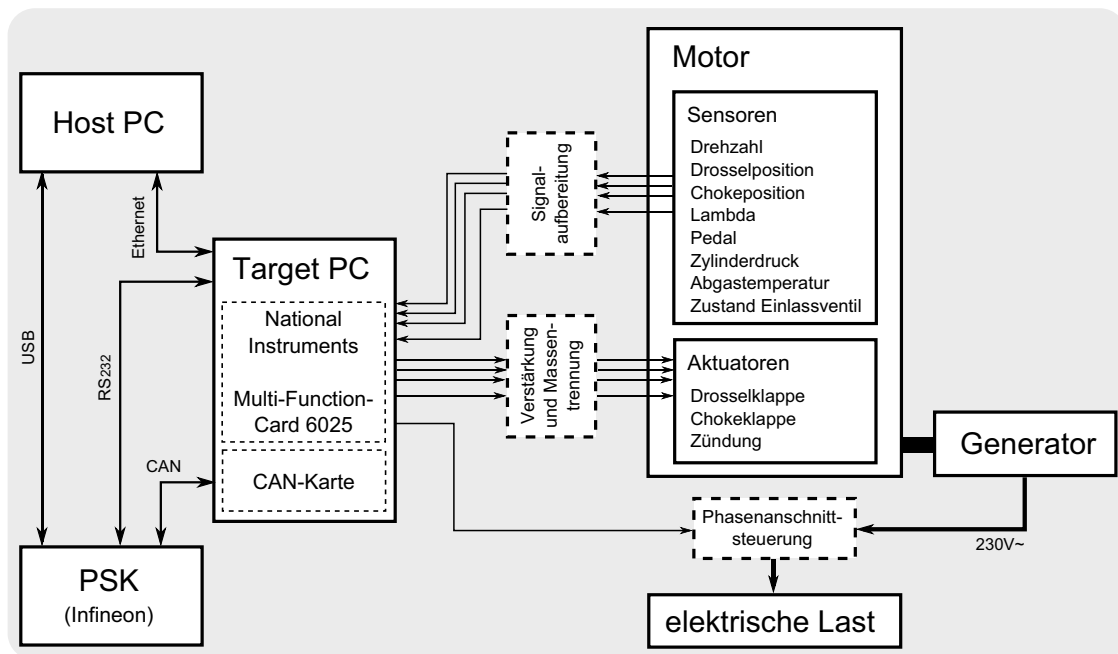 Host PC
Ethernet
USB
RS232
CAN
Target PC
National
Instruments
Multi-Function-
Card 6025
CAN-Karte
PSK
(Infineon)
Signal-
aufbereitung
Verstärkung
und Massen-
trennung
Motor
Sensoren
Drehzahl
Drosselposition
Chokeposition
Lambda
Pedal
Zylinderdruck
Abgastemperatur
Zustand Einlassventil
Aktuatoren
Drosselklappe
Chokeklappe
Zündung
Generator
230V~
Phasenanschnitt-
steuerung
elektrische Last